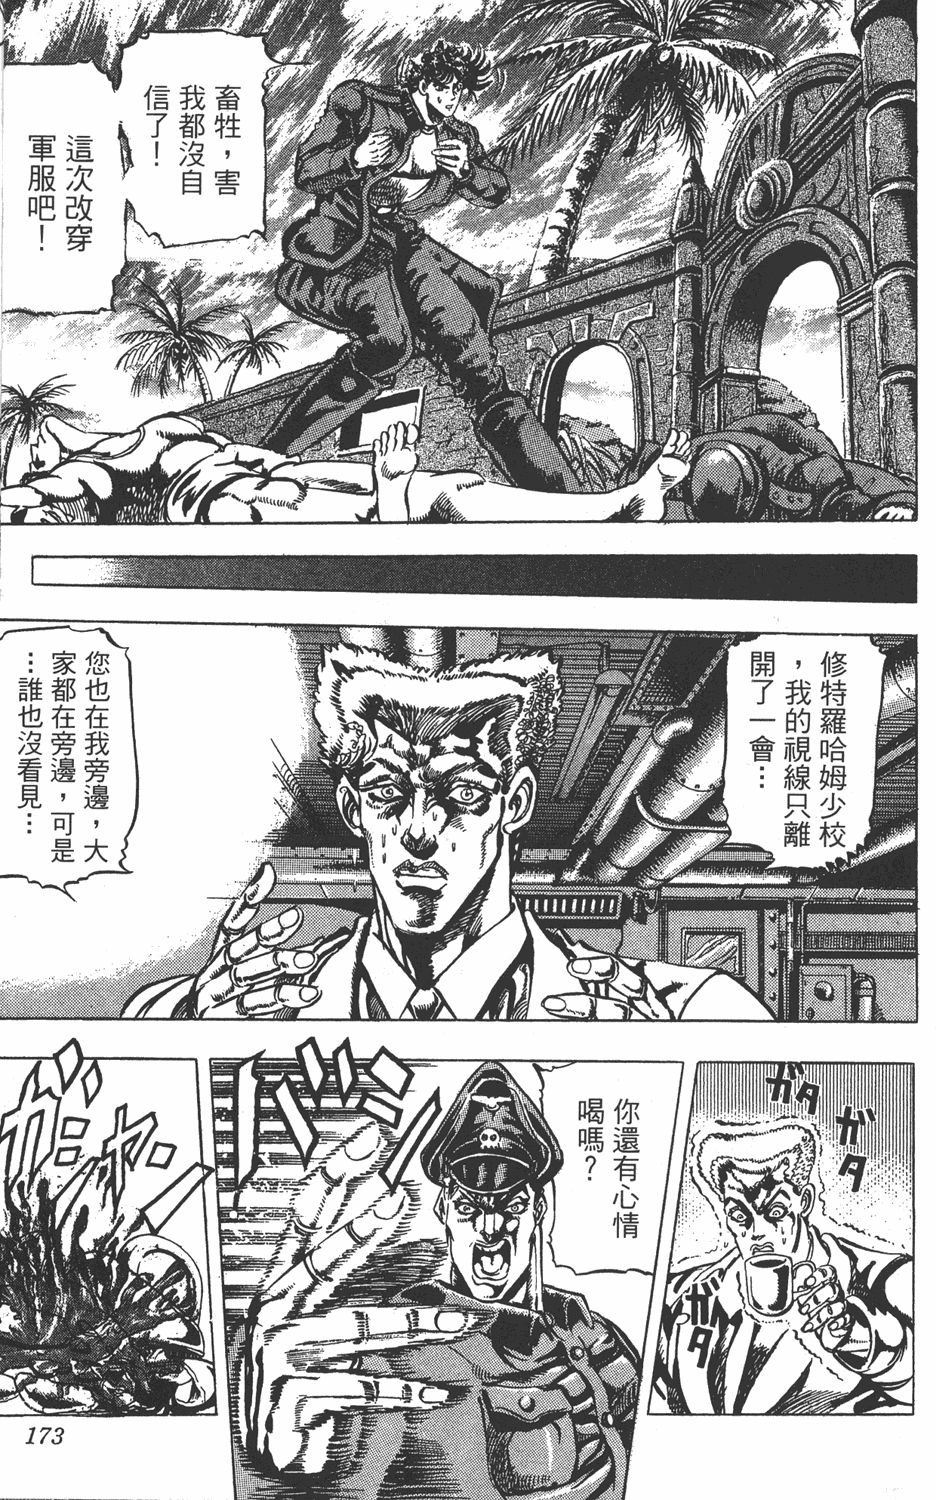 畜牲，害
我都沒自
信了！
這次改穿
軍服吧！
修特羅哈姆少校
，我的視線只離
開了一會…
您也在我旁邊，大
家都在旁邊，可是
…誰也沒看見…
ガタ
ガタ
ガタ
你還有心情
喝嗎？
バシッ
ガシャーン
173